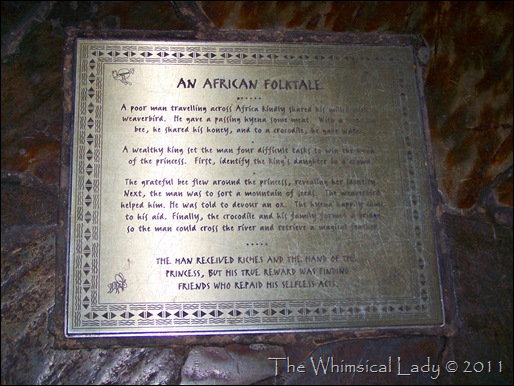 AN AFRICAN FOLKTALE
A poor man travelling across Africa kindly shared his millet
weaverbird. He gave a passing hyena some meat. With a
bee, he shared his honey, and to a crocodile, he gave water.
A wealthy king set the man four difficult tasks to win the hand
of the princess. First, identify the king's daughter in a crowd.
The grateful bee flew around the princess, revealing her identity.
Next, the man was to sort a mountain of seeds. The weaverbird
helped him. He was told to devour an ox. The hyena happily came
to his aid. Finally, the crocodile and his family formed a bridge
so the man could cross the river and retrieve a magical feather.
THE MAN RECEIVED RICHES AND THE HAND OF THE
PRINCESS, BUT HIS TRUE REWARD WAS FINDING
FRIENDS WHO REPAID HIS SELFLESS ACTS.
The Whimsical Lady © 2011